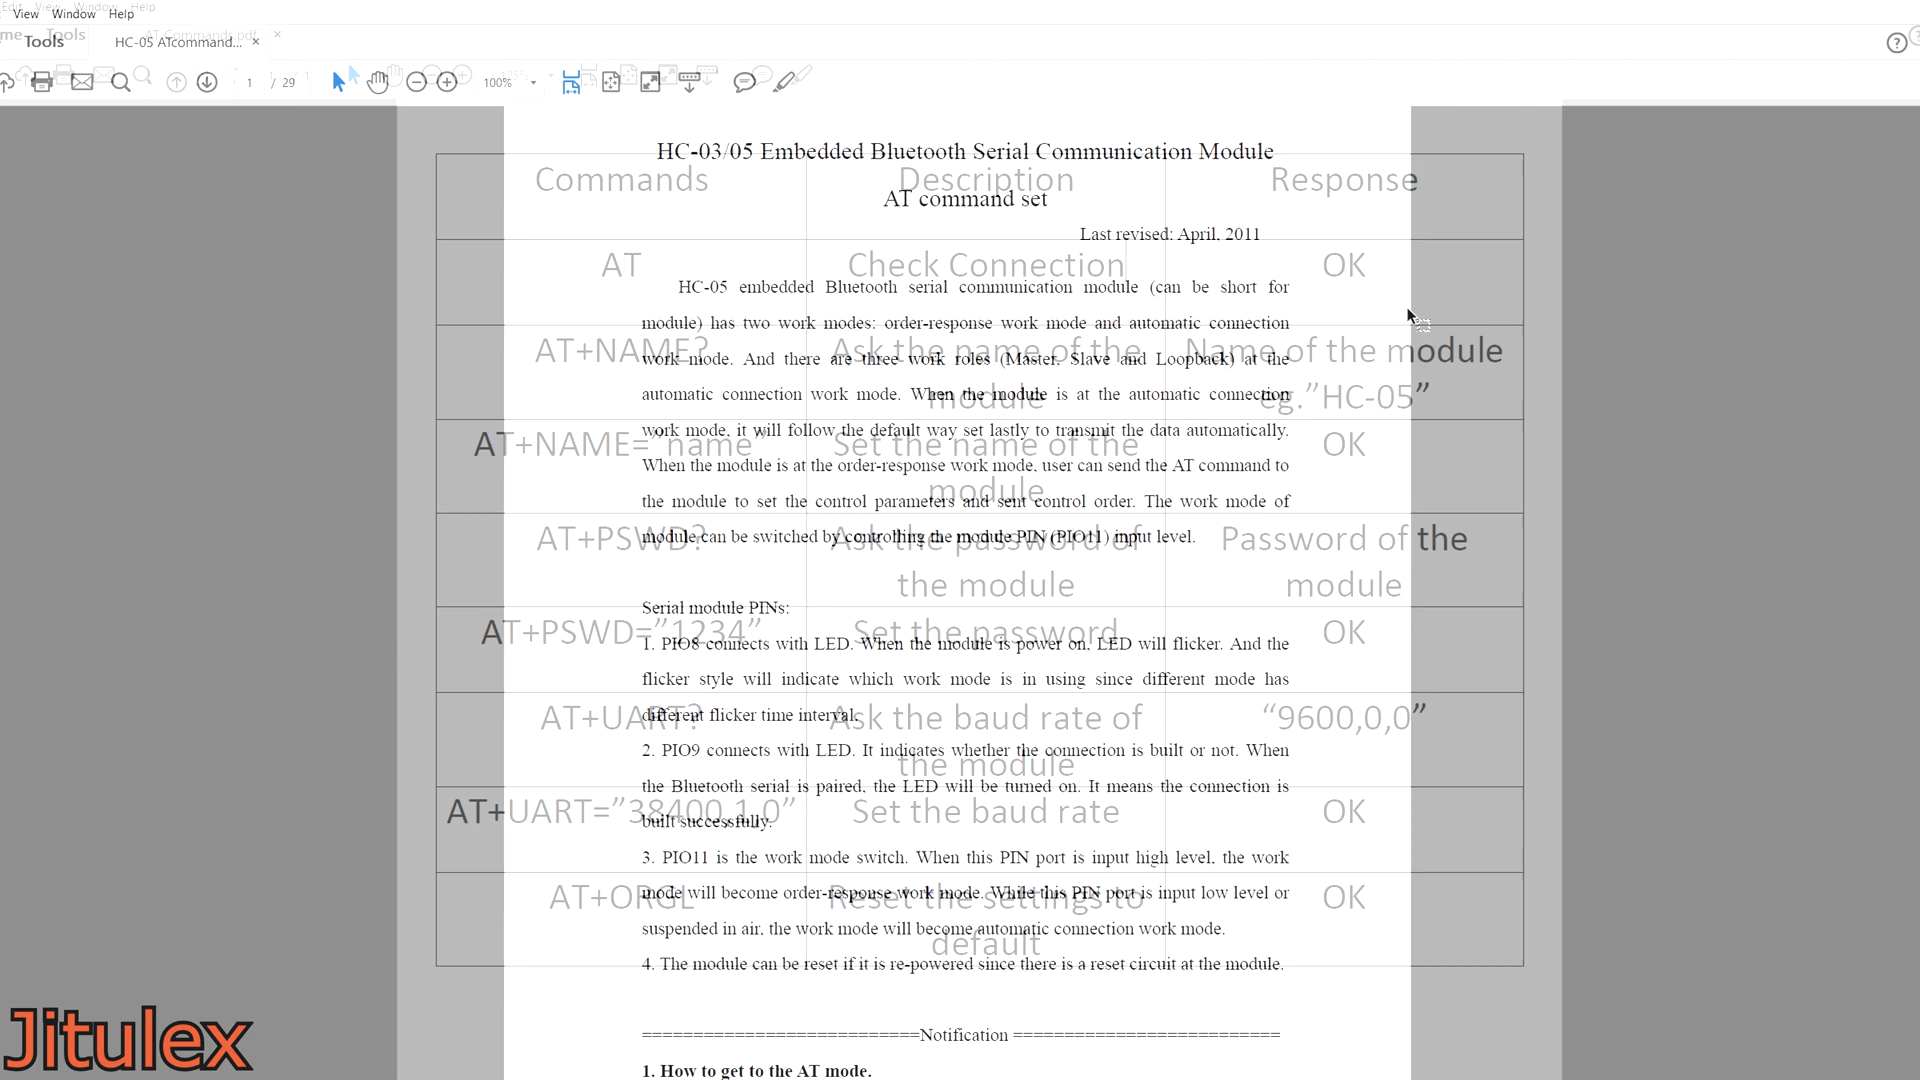 Edit View Window Help
View Window Help
me Tools AT Commands.pdf ×
Tools HC-05 ATcommand... ×
1 / 29 100%
HC-03/05 Embedded Bluetooth Serial Communication Module
Commands Description Response
AT command set
Last revised: April, 2011
AT Check Connection OK
HC-05 embedded Bluetooth serial communication module (can be short for
module) has two work modes: order-response work mode and automatic connection
AT+NAME? Ask the name of the module Name of the module eg.”HC-05”
work mode. And there are three work roles (Master, Slave and Loopback) at the
automatic connection work mode. When the module is at the automatic connection
work mode, it will follow the default way set lastly to transmit the data automatically.
AT+NAME=”name” Set the name of the module OK
When the module is at the order-response work mode, user can send the AT command to
the module to set the control parameters and sent control order. The work mode of
module can be switched by controlling the module PIN (PIO11) input level.
AT+PSWD? Ask the password of the module Password of the module
Serial module PINs:
AT+PSWD=”1234” Set the password OK
1. PIO8 connects with LED. When the module is power on, LED will flicker. And the
flicker style will indicate which work mode is in using since different mode has
different flicker time interval.
AT+UART? Ask the baud rate of the module “9600,0,0”
2. PIO9 connects with LED. It indicates whether the connection is built or not. When
the Bluetooth serial is paired, the LED will be turned on. It means the connection is
built successfully.
AT+UART=”38400,1,0” Set the baud rate OK
3. PIO11 is the work mode switch. When this PIN port is input high level, the work
mode will become order-response work mode. While this PIN port is input low level or
suspended in air, the work mode will become automatic connection work mode.
AT+ORGL Reset the settings to default OK
4. The module can be reset if it is re-powered since there is a reset circuit at the module.
===========================Notification ==========================
1. How to get to the AT mode.
Jitulex